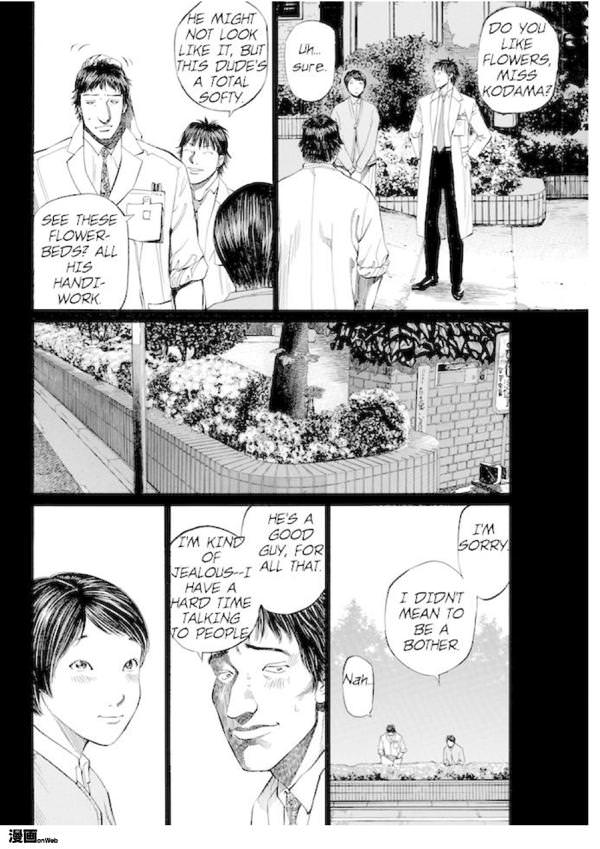 DO YOU
LIKE
FLOWERS,
MISS
KODAMA?
Uh...
sure.
HE MIGHT
NOT LOOK
LIKE IT, BUT
THIS DUDE'S
A TOTAL
SOFTY.
SEE THESE
FLOWER-
BEDS? ALL
HIS
HANDI-
WORK.
I'M
SORRY.
I DIDN'T
MEAN TO
BE A
BOTHER.
Nah...
HE'S A
GOOD
GUY, FOR
ALL THAT.
I'M KIND
OF
JEALOUS--I
HAVE A
HARD TIME
TALKING
TO PEOPLE.
漫画onWeb